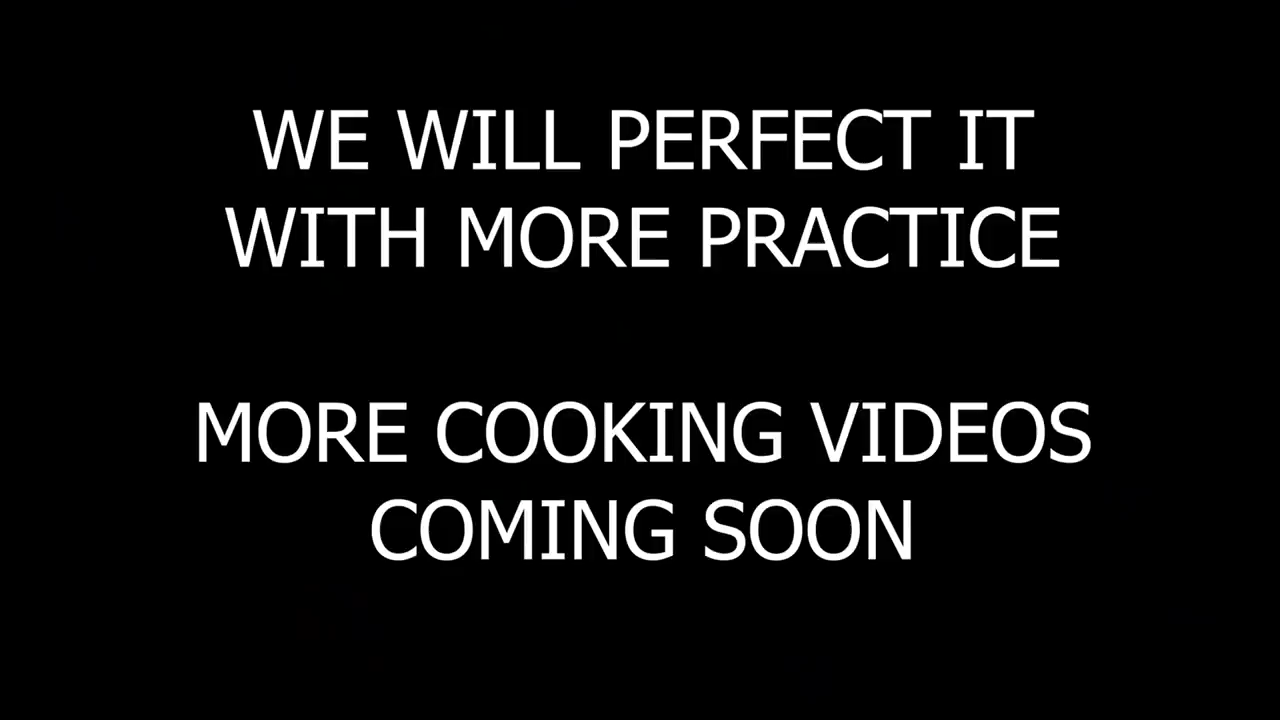 WE WILL PERFECT IT
WITH MORE PRACTICE
MORE COOKING VIDEOS
COMING SOON